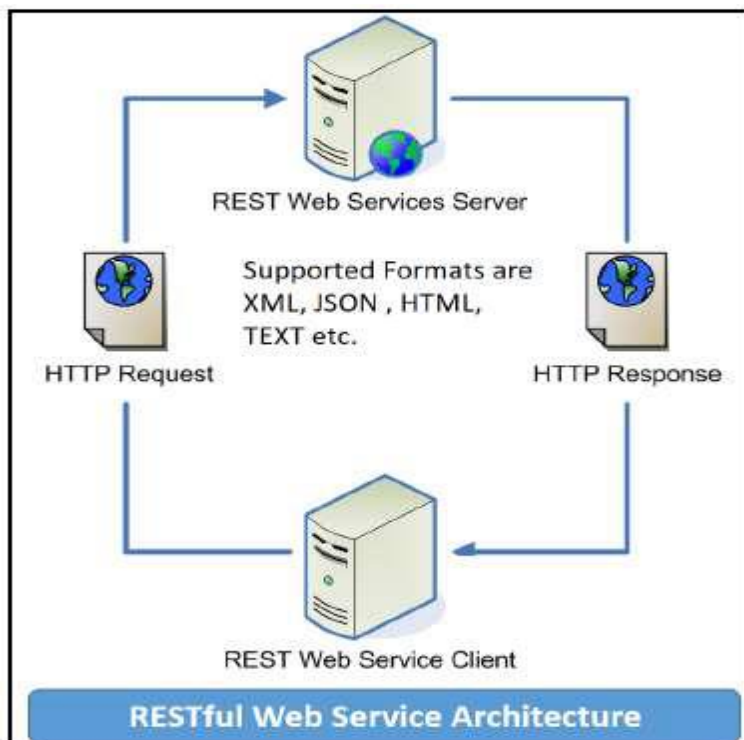 REST Web Services Server
Supported Formats are
XML, JSON , HTML,
TEXT etc.
HTTP Request
HTTP Response
REST Web Service Client
RESTful Web Service Architecture